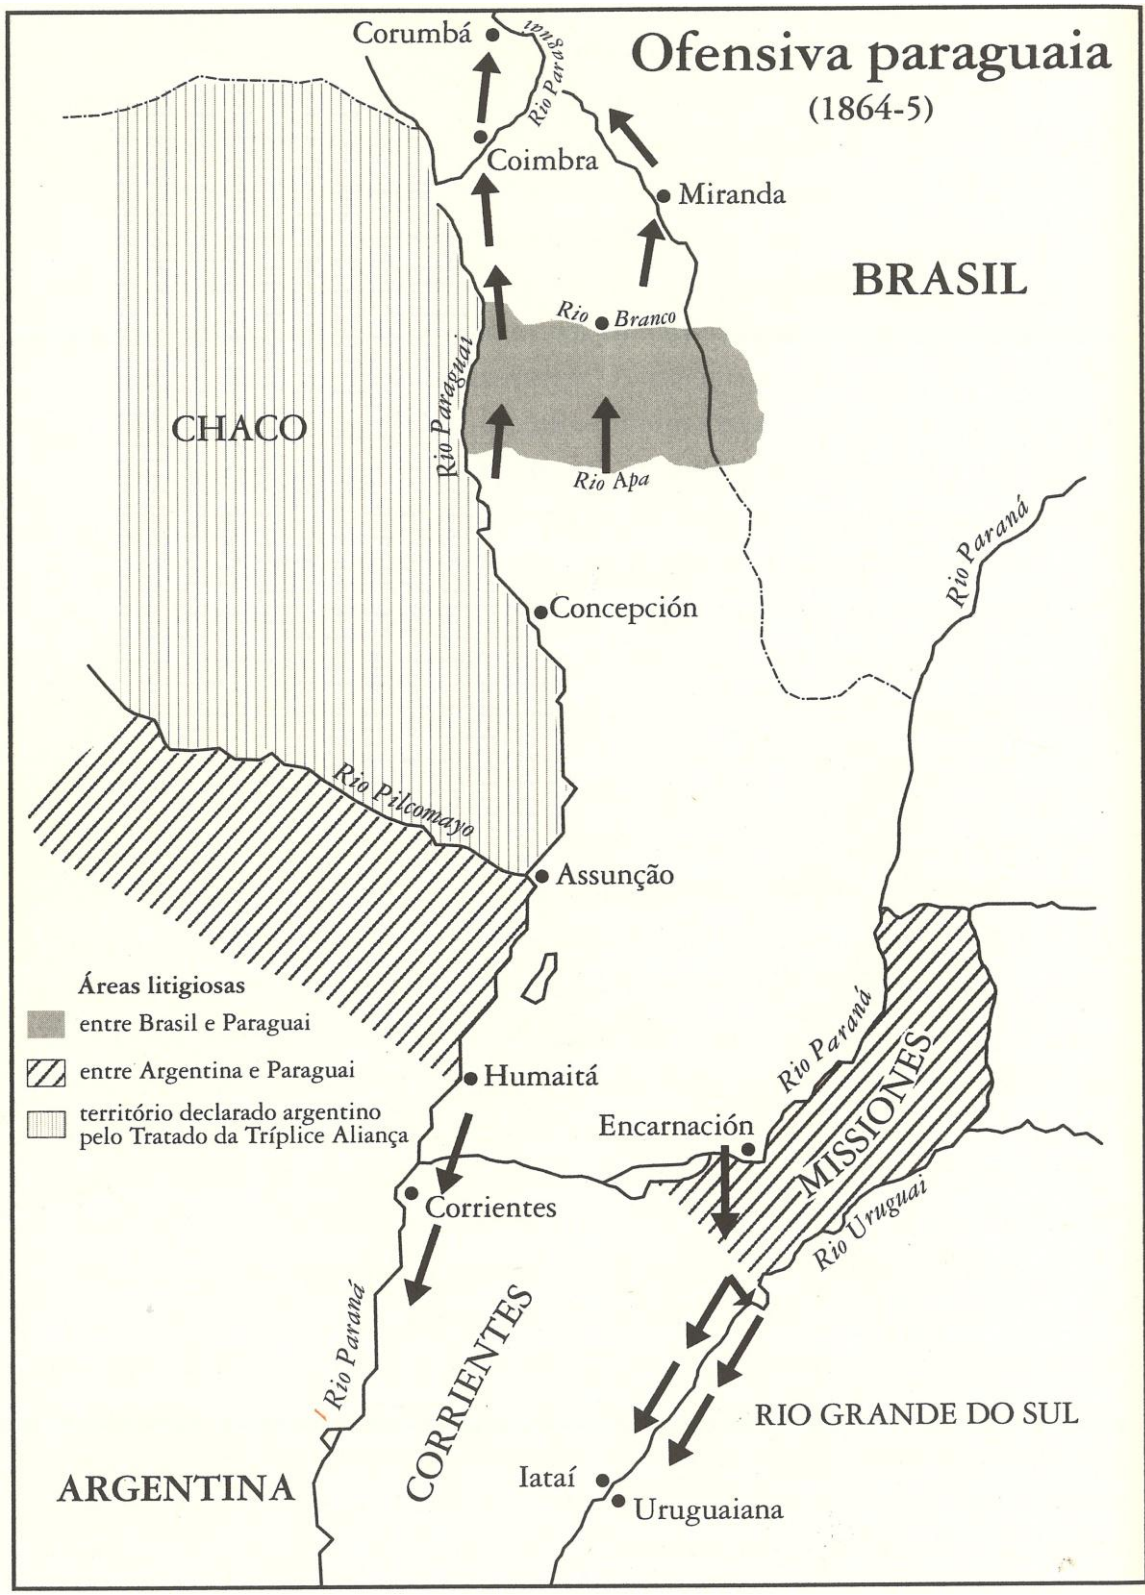 Ofensiva paraguaia
(1864-5)
Corumbá
Rio Paraguai
Coimbra
Miranda
BRASIL
Rio Branco
Rio Paraguai
CHACO
Rio Apa
Rio Paraná
Concepción
Rio Pilcomayo
Assunção
Áreas litigiosas
entre Brasil e Paraguai
entre Argentina e Paraguai
território declarado argentino
pelo Tratado da Tríplice Aliança
Humaitá
Rio Paraná
MISSIONES
Encarnación
Corrientes
Rio Uruguai
Rio Paraná
CORRIENTES
RIO GRANDE DO SUL
ARGENTINA
Iataí
Uruguaiana